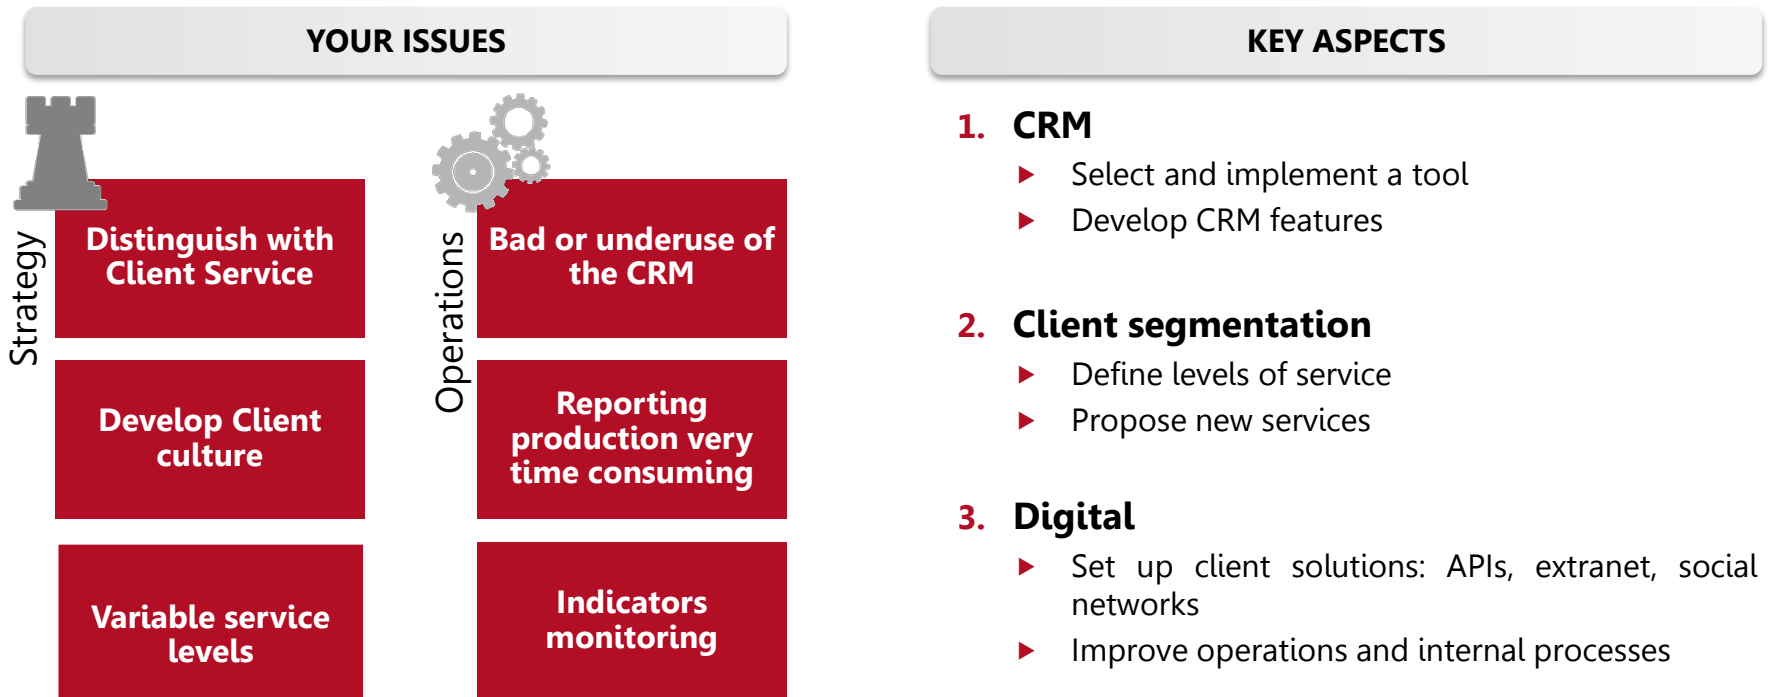 YOUR ISSUES
Strategy
Distinguish with
Client Service
Develop Client
culture
Variable service
levels
Operations
Bad or underuse of
the CRM
Reporting
production very
time consuming
Indicators
monitoring
KEY ASPECTS
1. CRM
Select and implement a tool
Develop CRM features
2. Client segmentation
Define levels of service
Propose new services
3. Digital
Set up client solutions: APIs, extranet, social
networks
Improve operations and internal processes